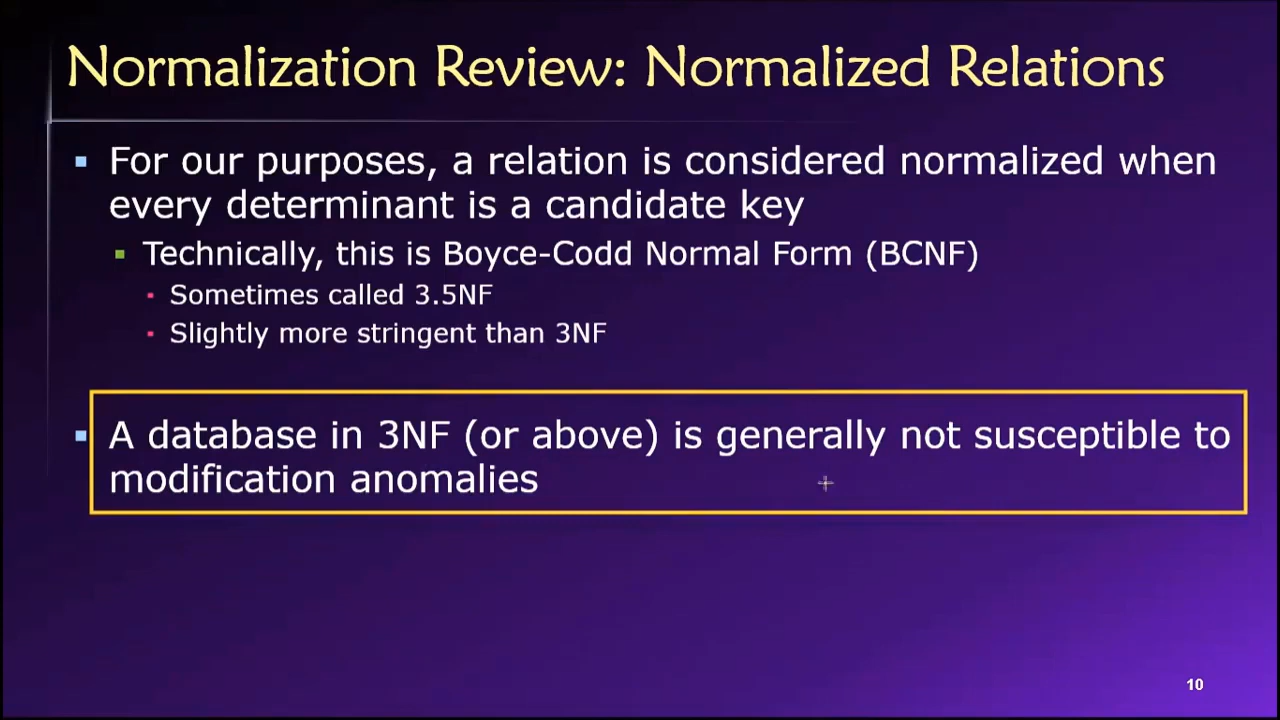 Normalization Review: Normalized Relations
For our purposes, a relation is considered normalized when
every determinant is a candidate key
Technically, this is Boyce-Codd Normal Form (BCNF)
Sometimes called 3.5NF
Slightly more stringent than 3NF
A database in 3NF (or above) is generally not susceptible to
modification anomalies
10